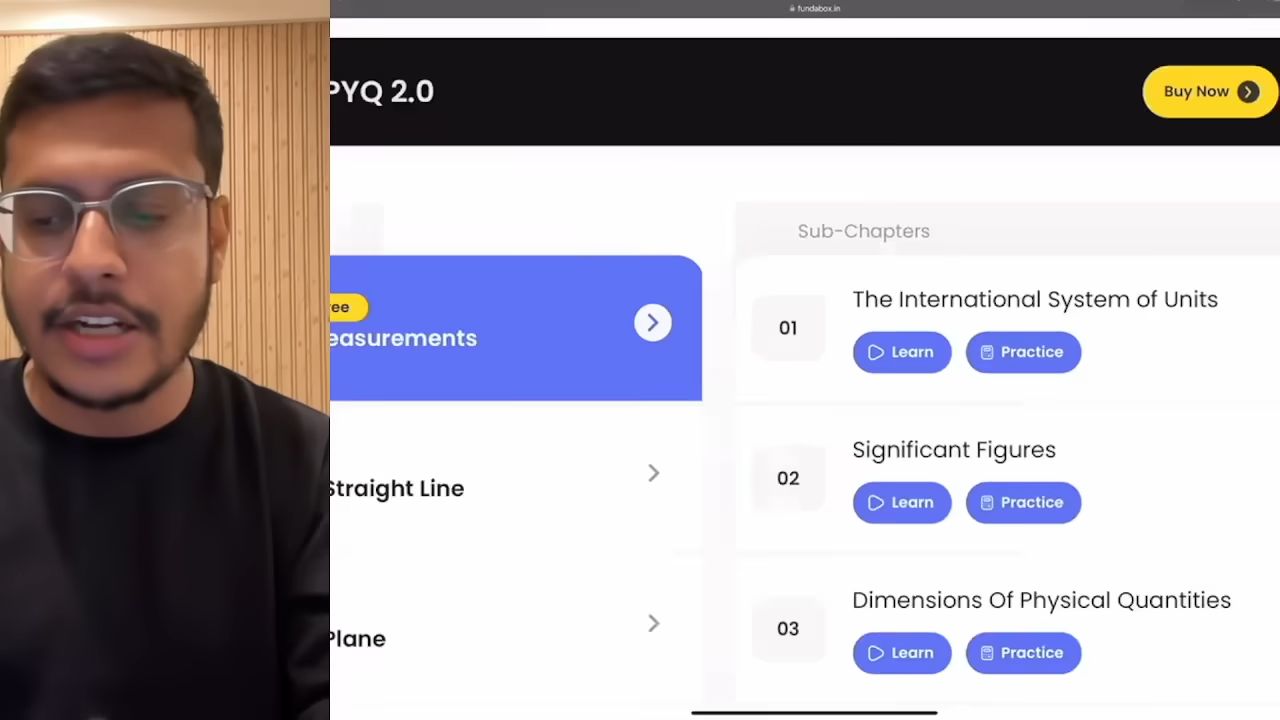 fundabox.in
PYQ 2.0
Buy Now
Sub-Chapters
ree
easurements
Straight Line
Plane
01
The International System of Units
Learn
Practice
02
Significant Figures
Learn
Practice
03
Dimensions Of Physical Quantities
Learn
Practice